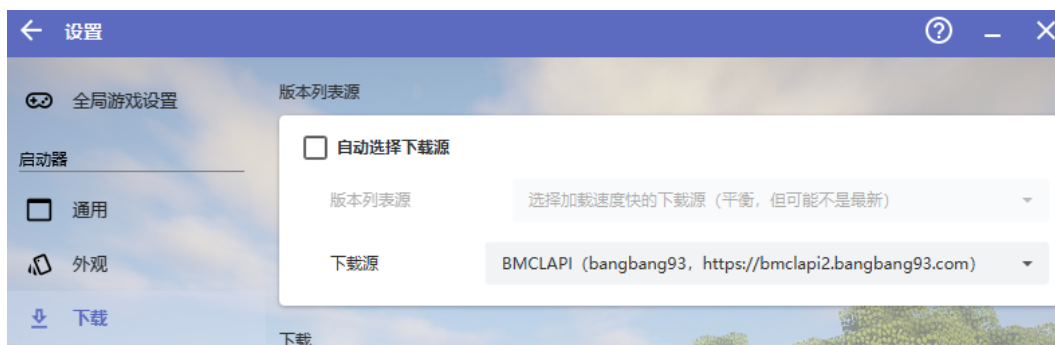 设置
全局游戏设置
启动器
通用
外观
下载
版本列表源
自动选择下载源
版本列表源 选择加载速度快的下载源（平衡，但可能不是最新）
下载源 BMCLAPI（bangbang93，https://bmclapi2.bangbang93.com）
下载